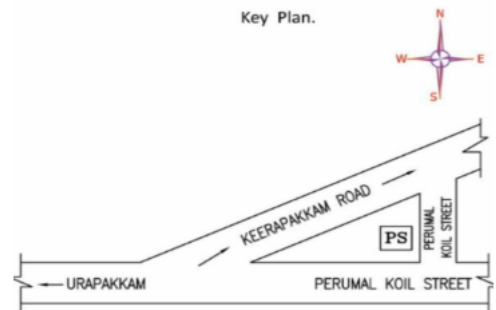 Key Plan.
N
W
E
S
KEERAPAKKAM ROAD
PS
PERUMAL
KOIL STREET
URAPAKKAM
PERUMAL KOIL STREET